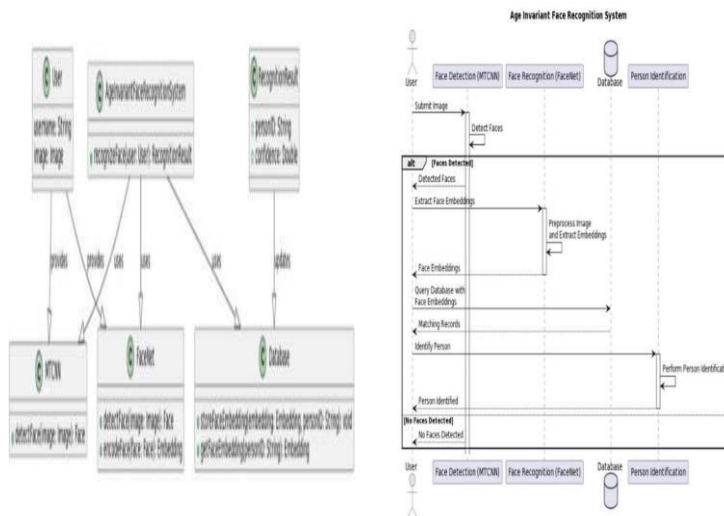 C User
username: String
image: Image
C AgeInvariantFaceRecognitionSystem
recognizeFace(user: User): RecognitionResult
C RecognitionResult
personID: String
confidence: Double
provides
provides
uses
uses
uses
updates
C MTCNN
detectFace(image: Image): Face
C FaceNet
detectFace(image: Image): Face
encodeFace(face: Face): Embedding
C Database
storeFaceEmbedding(embedding: Embedding, personID: String): void
getFaceEmbedding(personID: String): Embedding
Age Invariant Face Recognition System
User
Face Detection (MTCNN)
Face Recognition (FaceNet)
Database
Person Identification
Submit Image
Detect Faces
alt [Faces Detected]
Detected Faces
Extract Face Embeddings
Preprocess Image
and Extract Embeddings
Face Embeddings
Query Database with
Face Embeddings
Matching Records
Identify Person
Perform Person Identificat
Person Identified
[No Faces Detected]
No Faces Detected
User
Face Detection (MTCNN)
Face Recognition (FaceNet)
Database
Person Identification